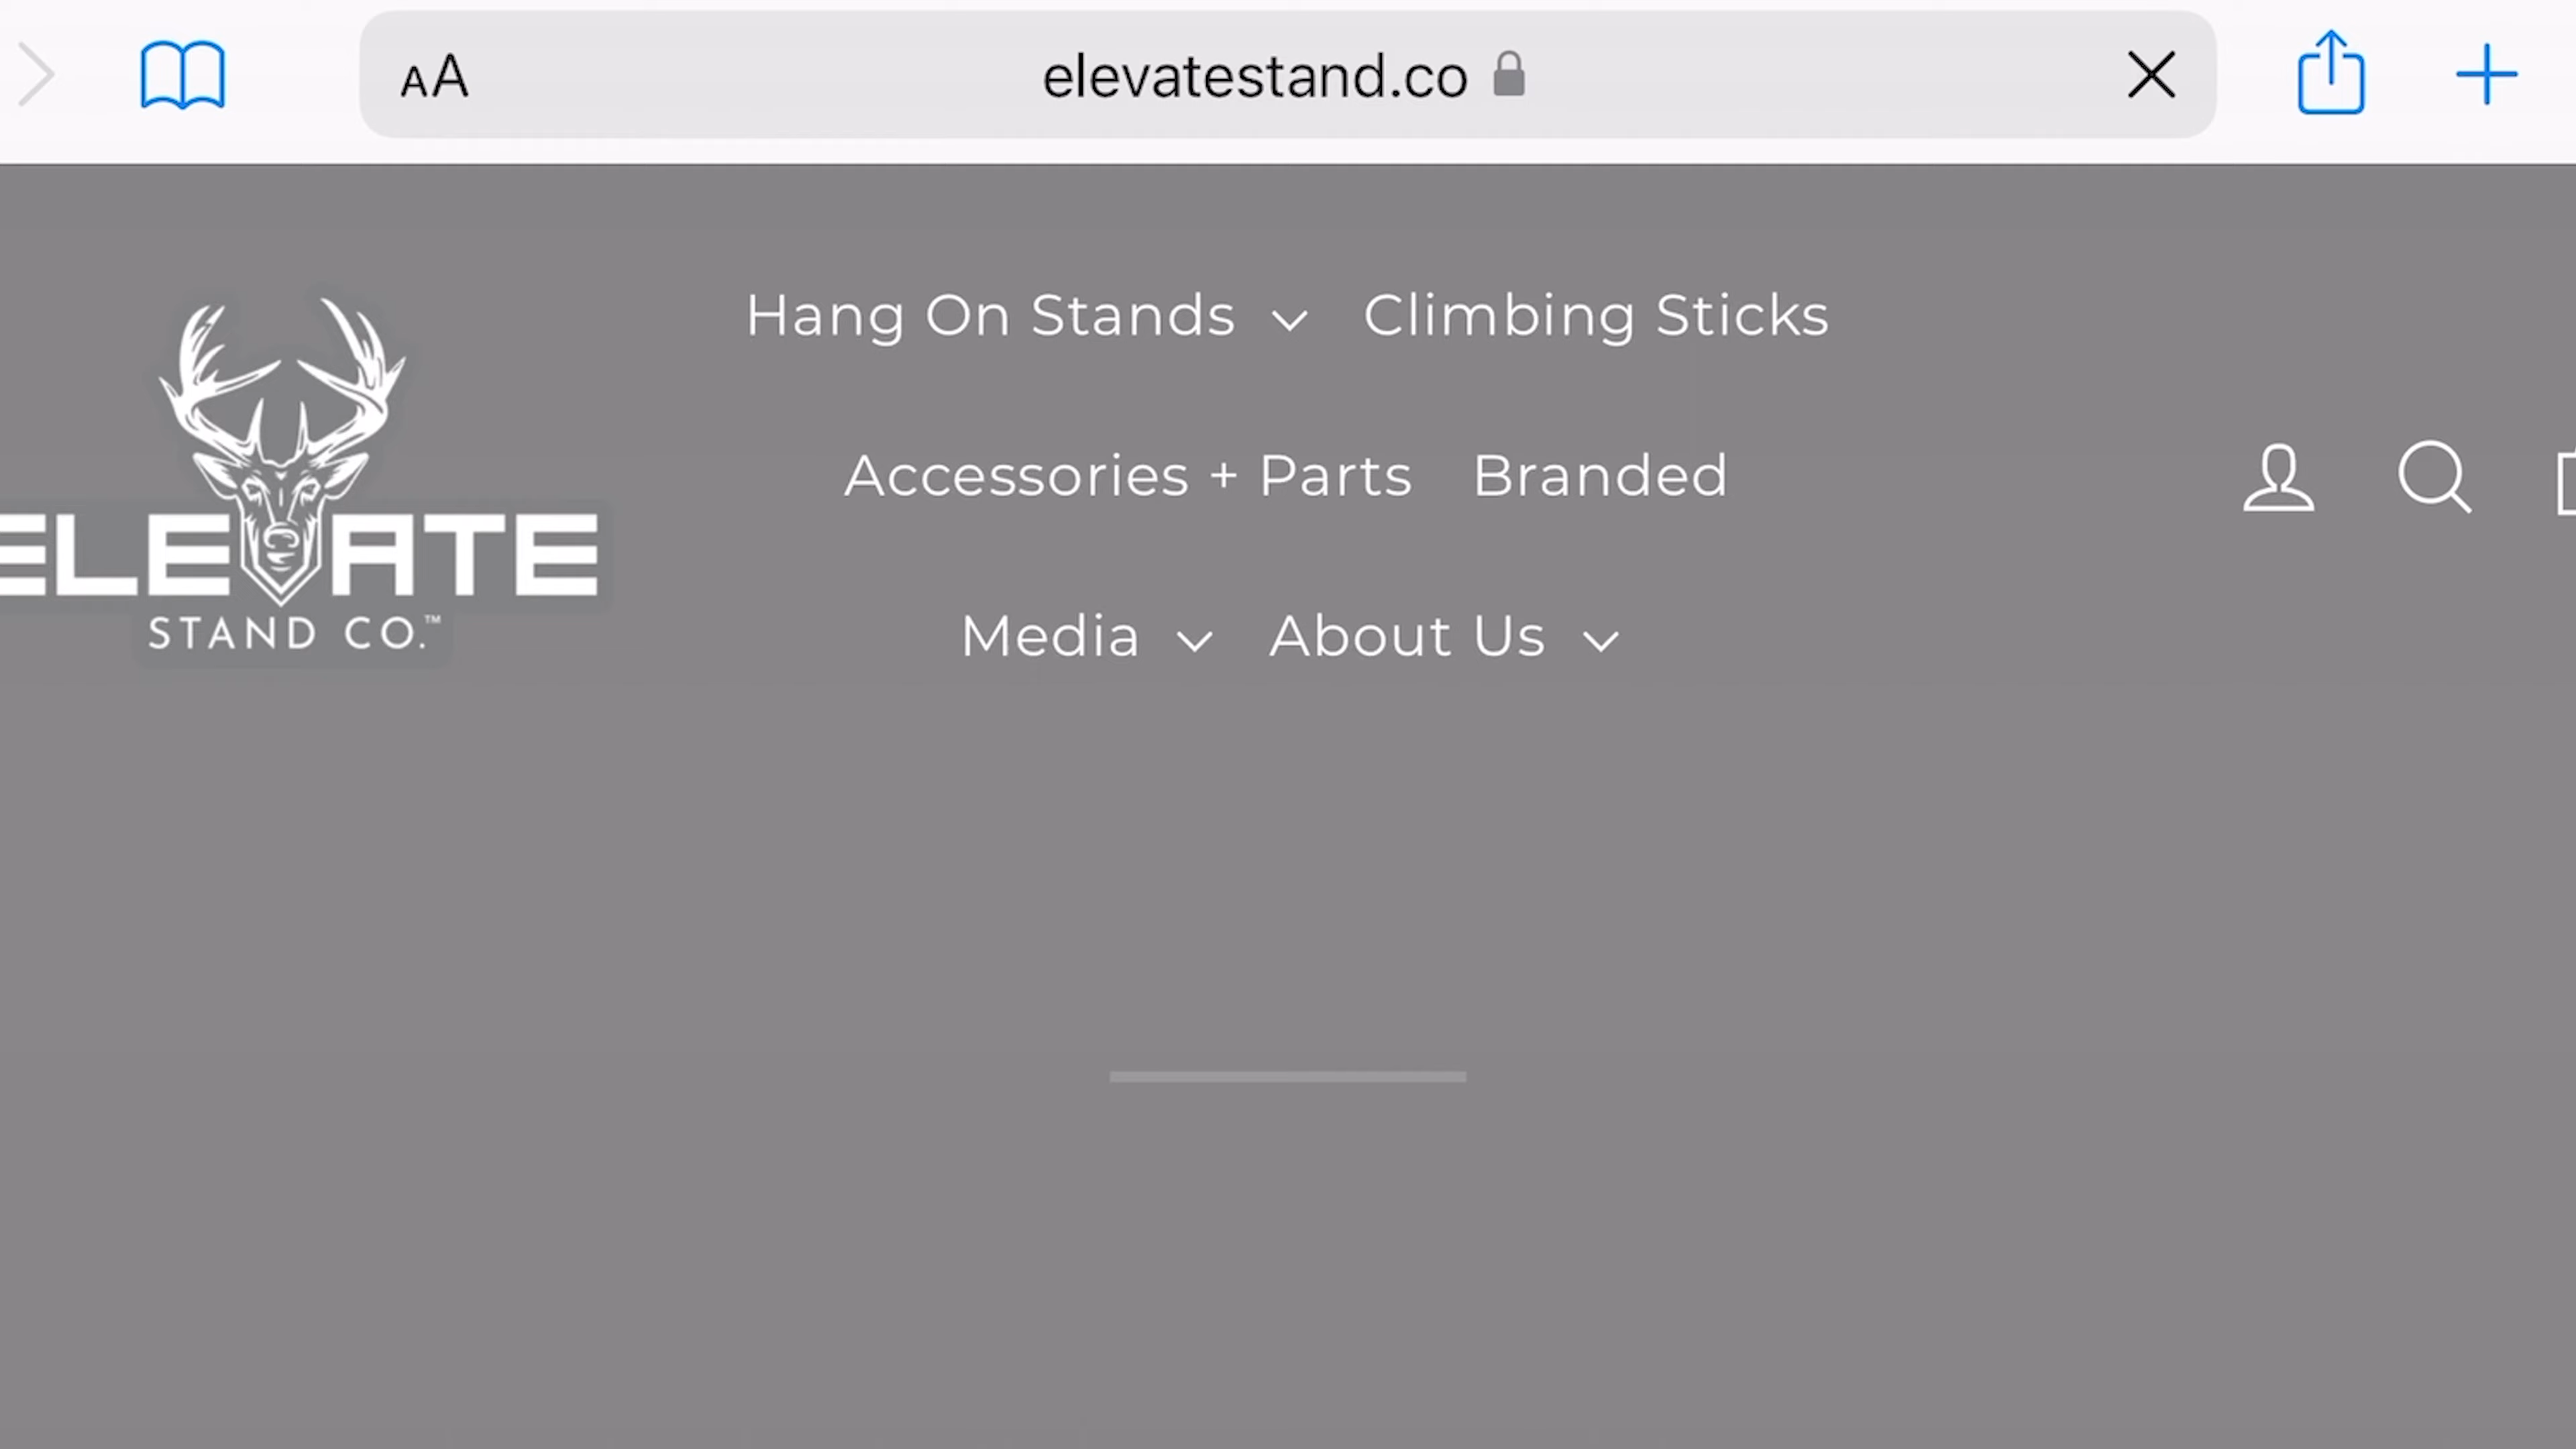 AA
elevatestand.co
Hang On Stands Climbing Sticks
ELEVATE
STAND CO.™
Accessories + Parts Branded
Media About Us